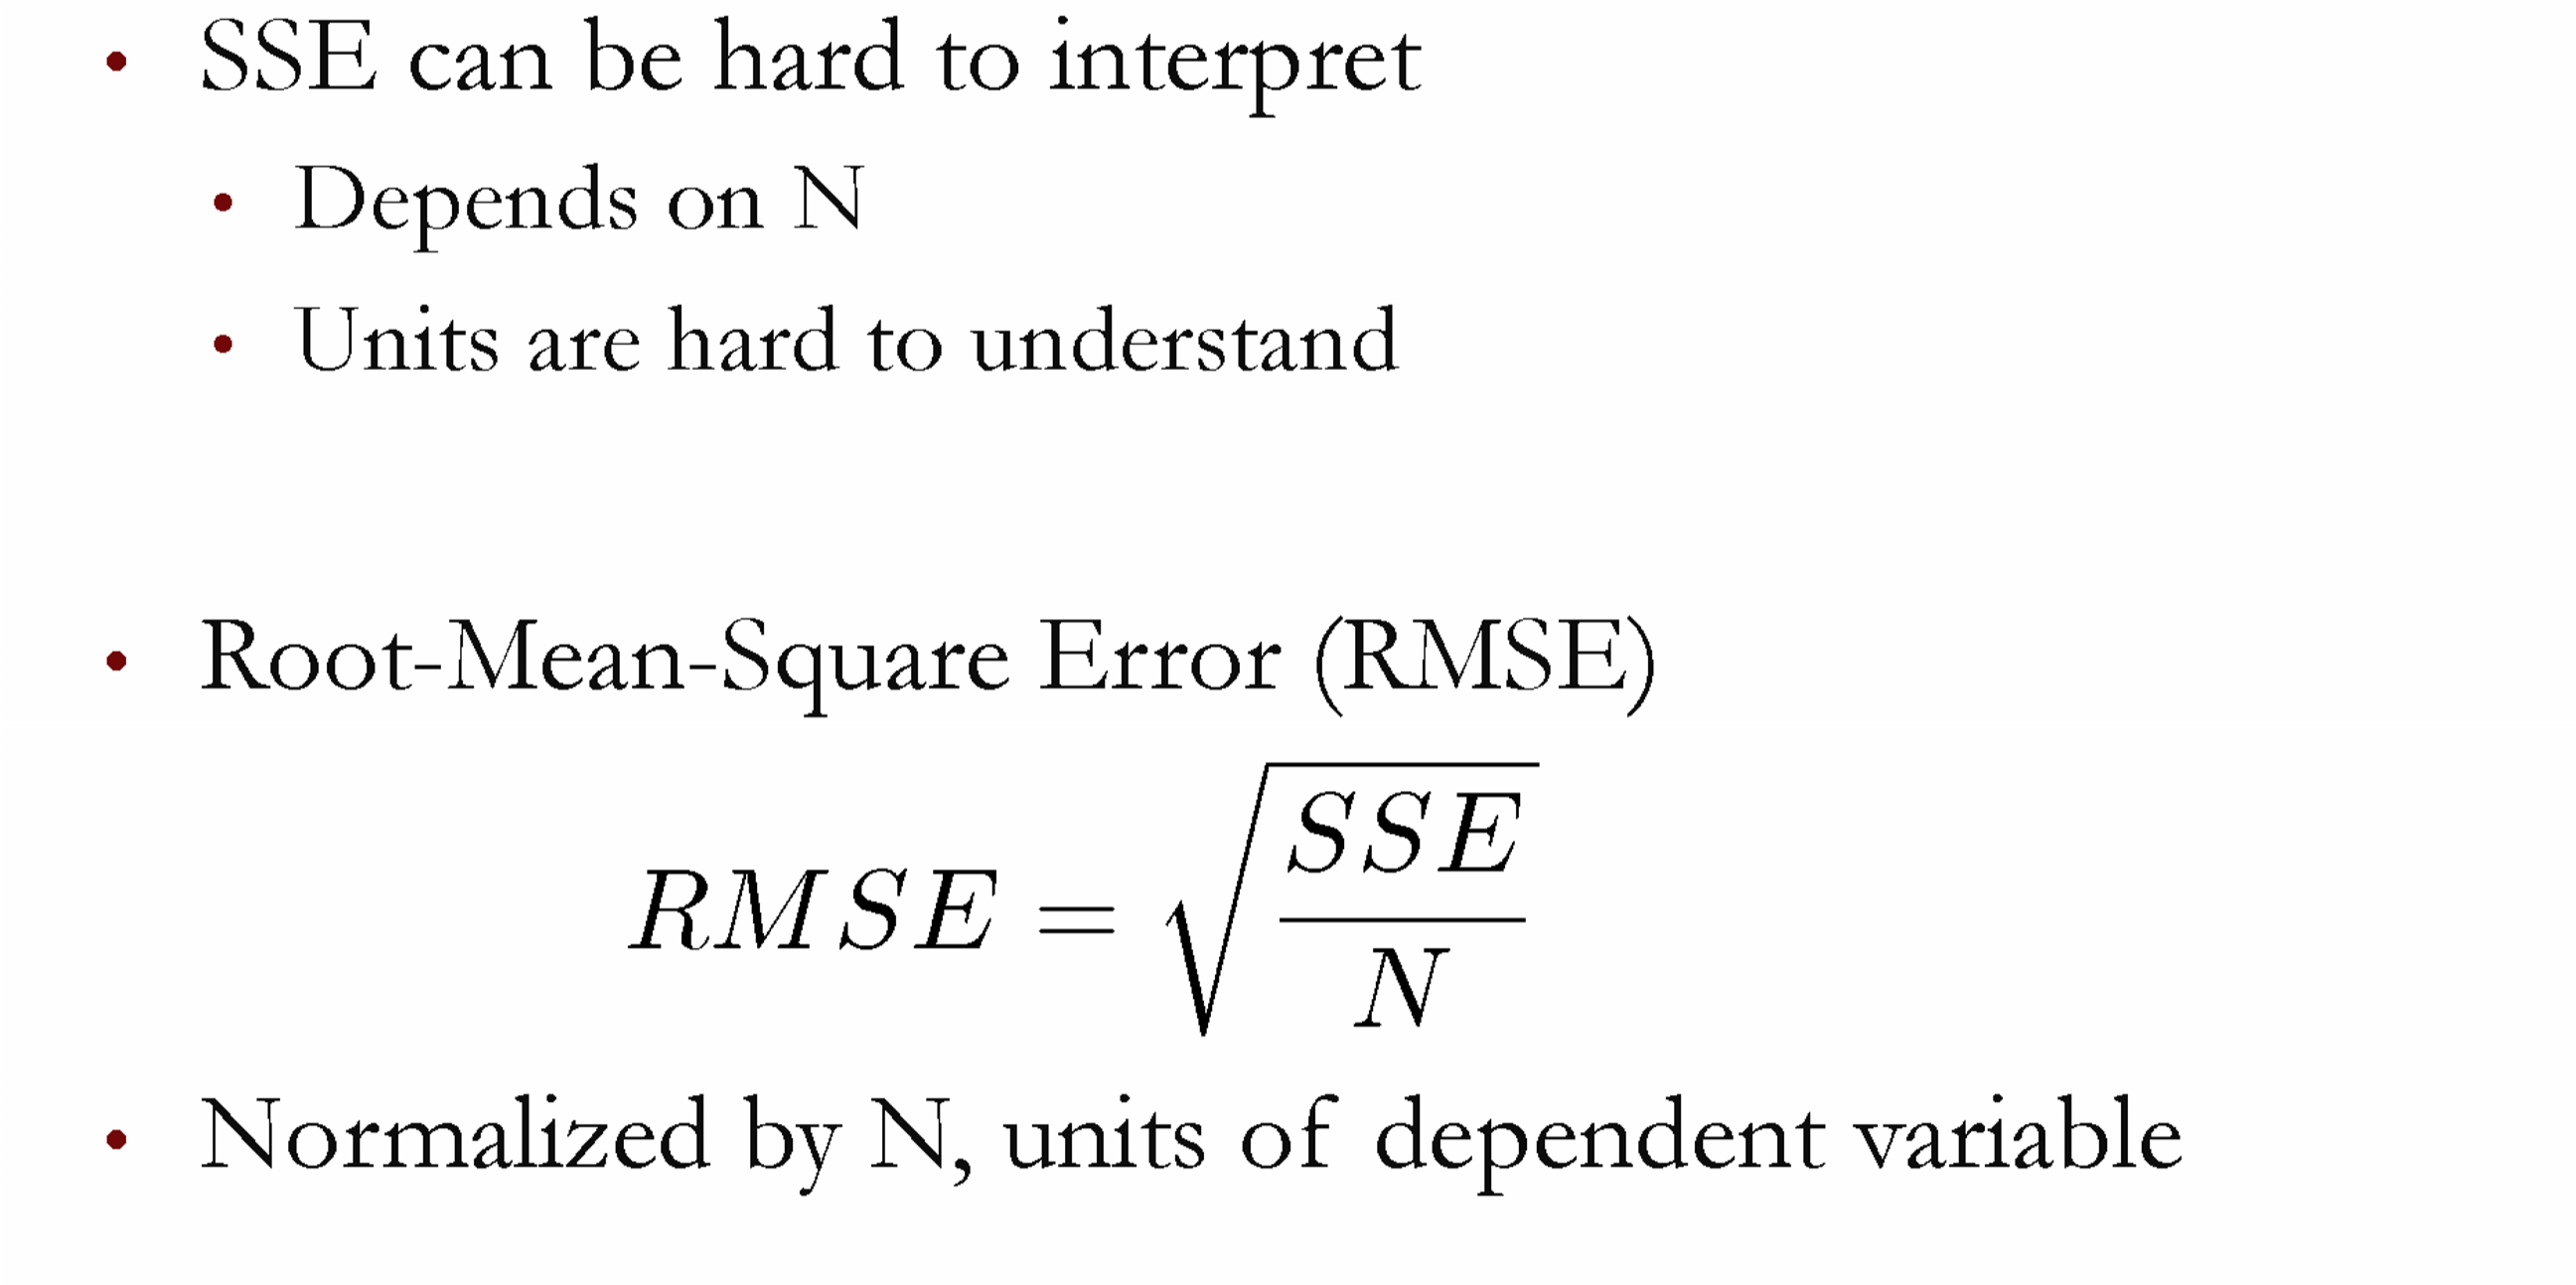 • SSE can be hard to interpret
• Depends on N
• Units are hard to understand
• Root-Mean-Square Error (RMSE)
RMSE = √(SSE/N)
• Normalized by N, units of dependent variable